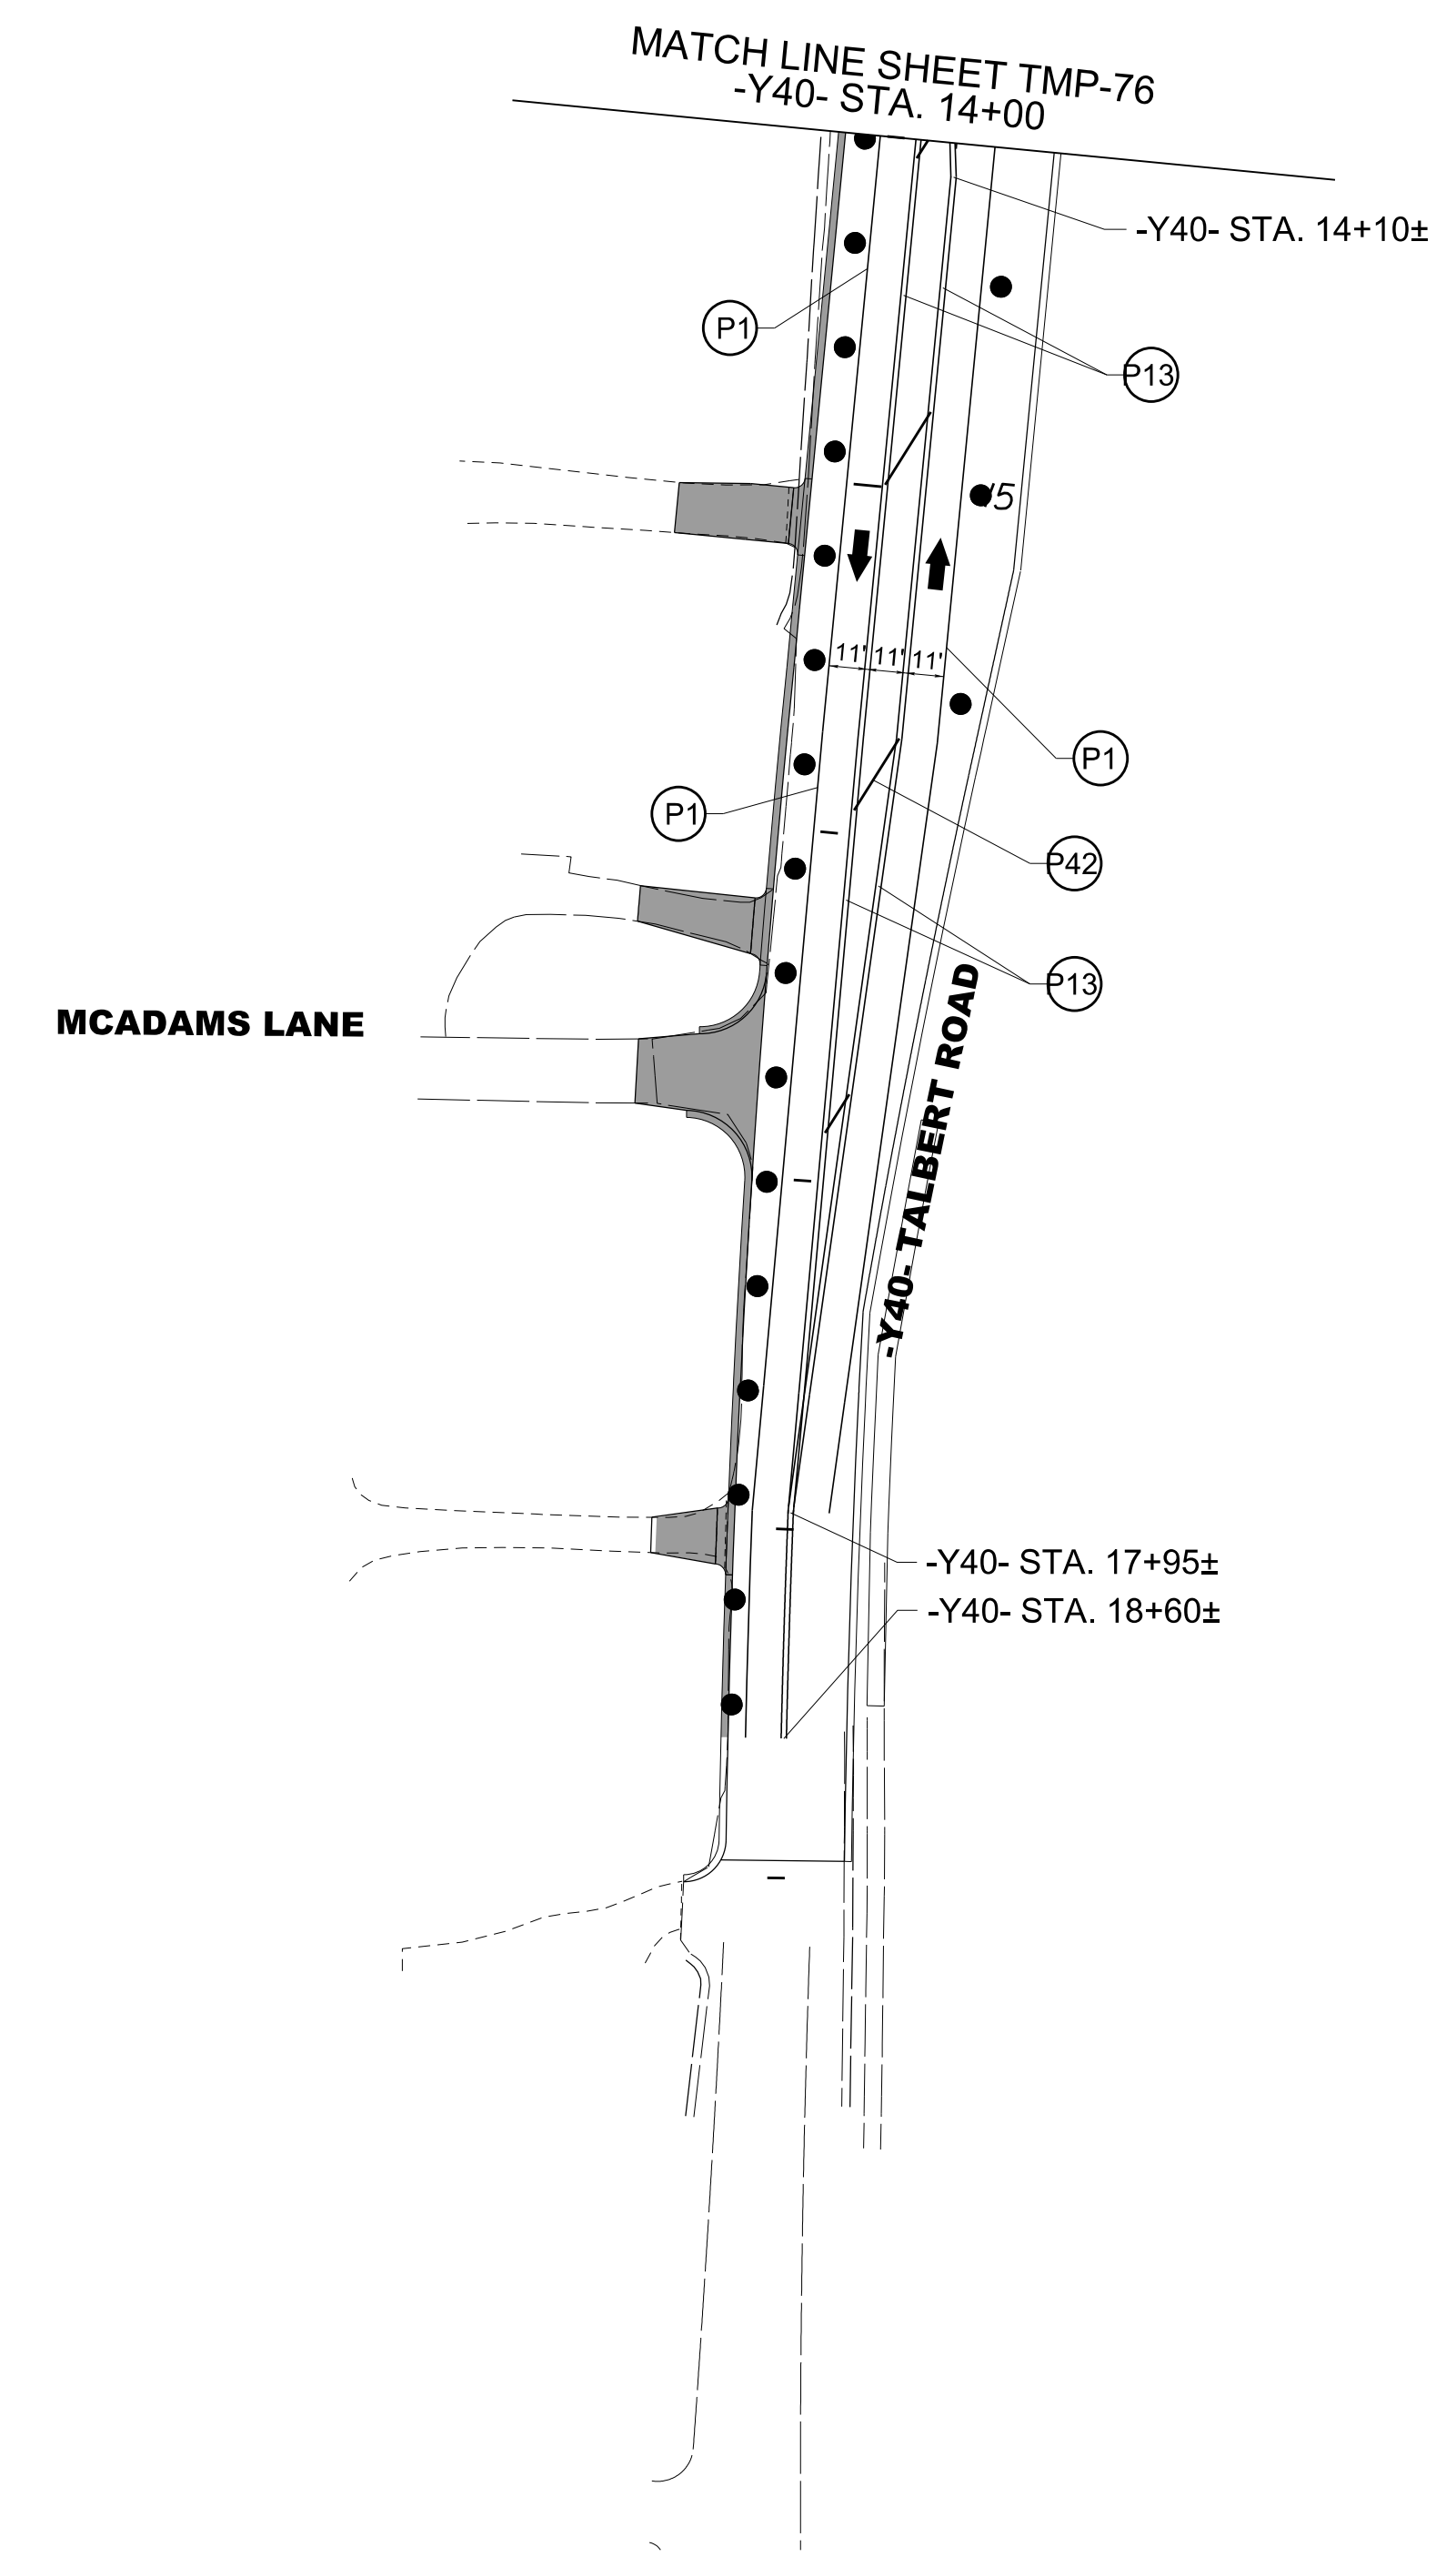 MATCH LINE SHEET TMP-76
-Y40- STA. 14+00
-Y40- STA. 14+10±
P1
P13
11' 11' 11'
P1
P1
P42
P13
MCADAMS LANE
-Y40- TALBERT ROAD
-Y40- STA. 17+95±
-Y40- STA. 18+60±